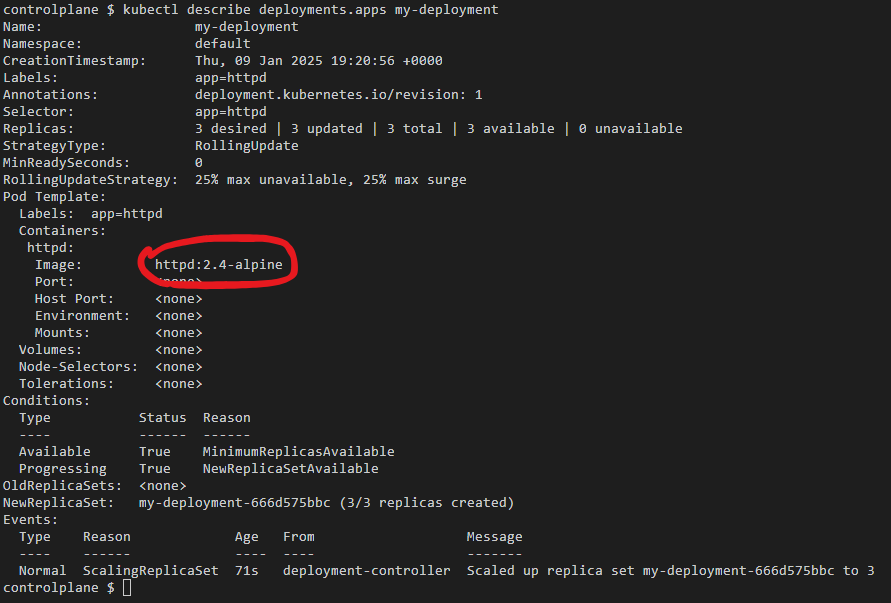 controlplane $ kubectl describe deployments.apps my-deployment
Name:                   my-deployment
Namespace:              default
CreationTimestamp:      Thu, 09 Jan 2025 19:20:56 +0000
Labels:                 app=httpd
Annotations:            deployment.kubernetes.io/revision: 1
Selector:               app=httpd
Replicas:               3 desired | 3 updated | 3 total | 3 available | 0 unavailable
StrategyType:           RollingUpdate
MinReadySeconds:        0
RollingUpdateStrategy:  25% max unavailable, 25% max surge
Pod Template:
  Labels:  app=httpd
  Containers:
   httpd:
    Image:         httpd:2.4-alpine
    Port:          <none>
    Host Port:     <none>
    Environment:   <none>
    Mounts:        <none>
  Volumes:         <none>
  Node-Selectors:  <none>
  Tolerations:     <none>
Conditions:
  Type           Status  Reason
  ----           ------  ------
  Available      True    MinimumReplicasAvailable
  Progressing    True    NewReplicaSetAvailable
OldReplicaSets:  <none>
NewReplicaSet:   my-deployment-666d575bbc (3/3 replicas created)
Events:
  Type    Reason             Age   From                   Message
  ----    ------             ----  ----                   -------
  Normal  ScalingReplicaSet  71s   deployment-controller  Scaled up replica set my-deployment-666d575bbc to 3
controlplane $